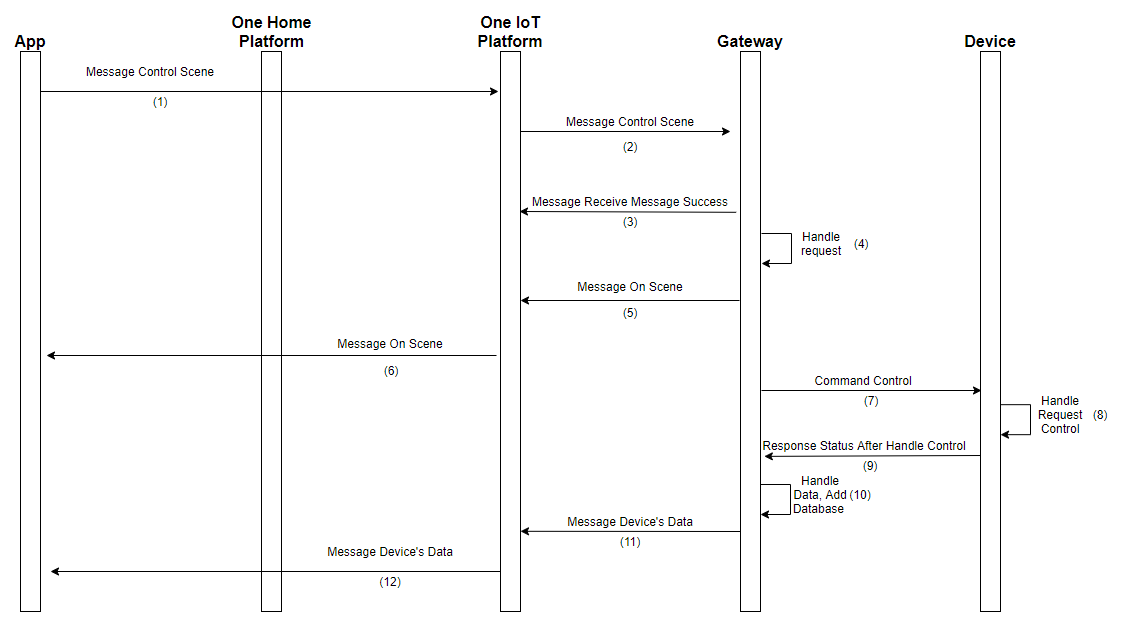 App
One Home
Platform
One IoT
Platform
Gateway
Device
Message Control Scene
(1)
Message Control Scene
(2)
Message Receive Message Success
(3)
Handle
request
(4)
Message On Scene
(5)
Message On Scene
(6)
Command Control
(7)
Handle
Request
Control
(8)
Response Status After Handle Control
(9)
Handle
Data, Add
Database
(10)
Message Device's Data
(11)
Message Device's Data
(12)